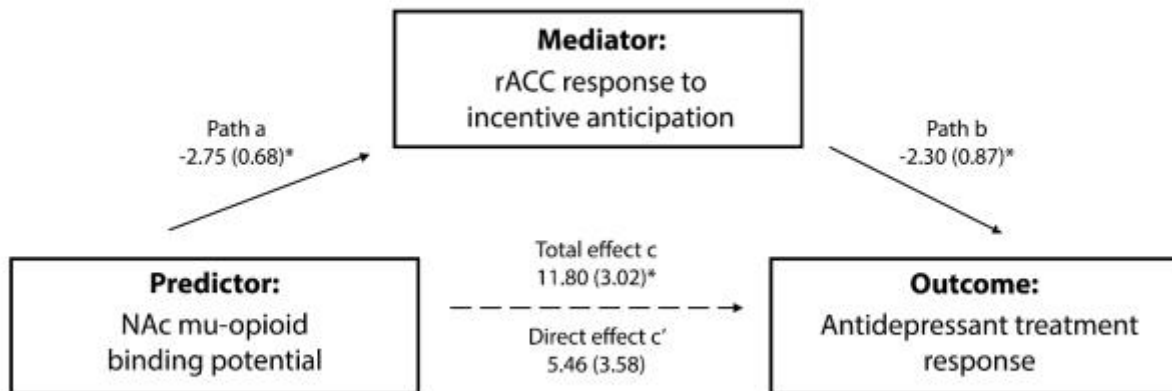 Mediator:
rACC response to
incentive anticipation
Path a
-2.75 (0.68)*
Path b
-2.30 (0.87)*
Predictor:
NAc mu-opioid
binding potential
Total effect c
11.80 (3.02)*
Direct effect c’
5.46 (3.58)
Outcome:
Antidepressant treatment
response